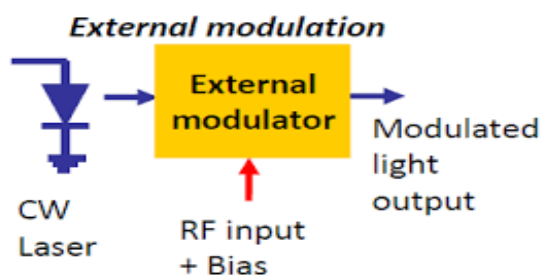 External modulation
External
modulator
CW
Laser
RF input
+ Bias
Modulated
light
output